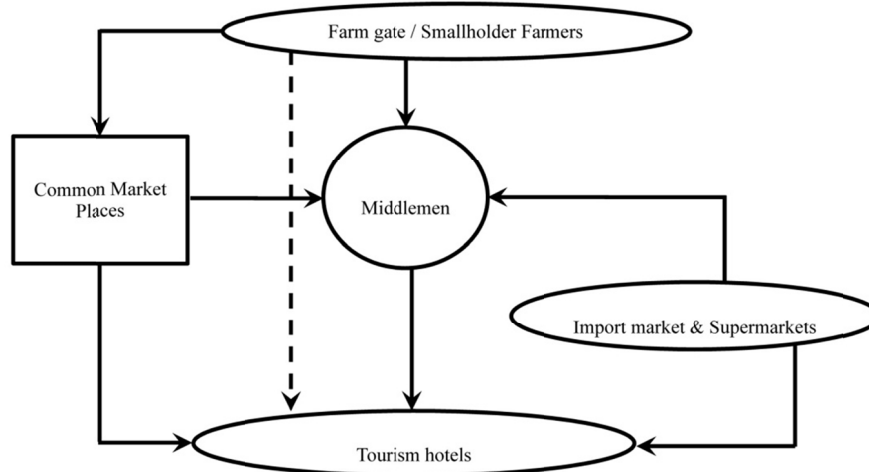 Farm gate / Smallholder Farmers
Common Market
Places
Middlemen
Import market & Supermarkets
Tourism hotels